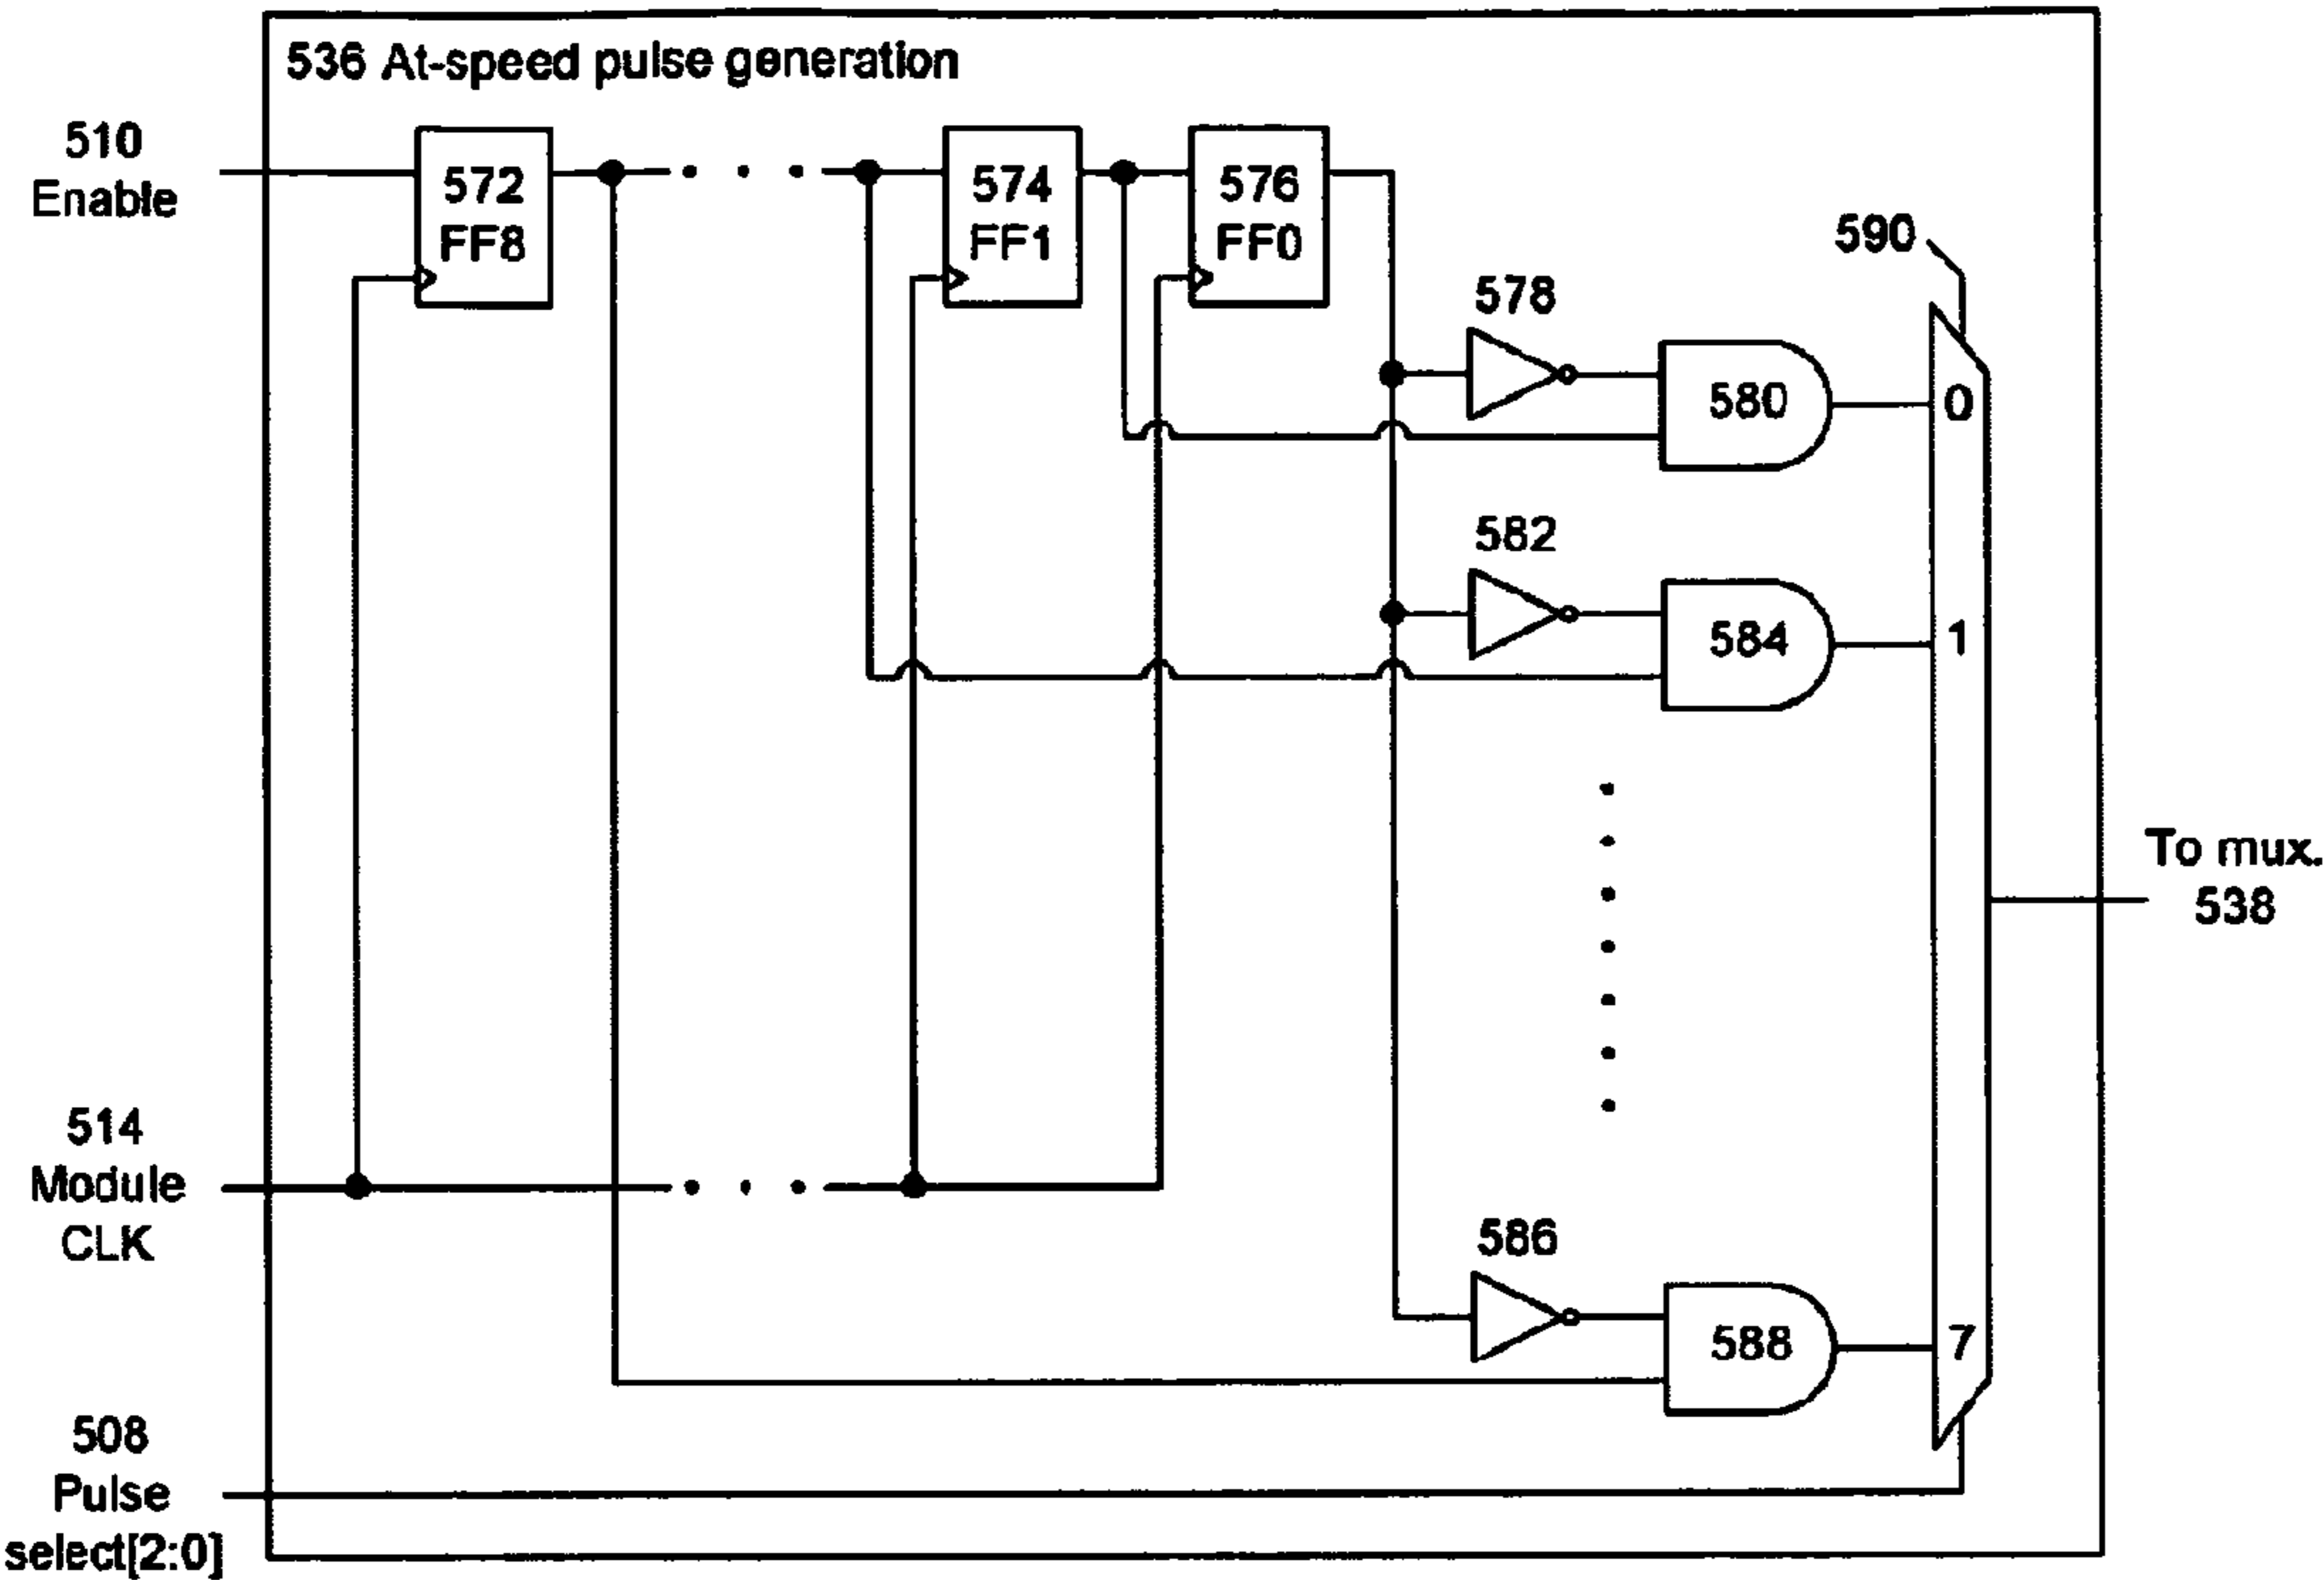 536 At-speed pulse generation
510
Enable
572
FF8
574
FF1
576
FF0
590
578
580
0
582
584
1
To mux.
538
514
Module
CLK
586
588
7
508
Pulse
select[2:0]